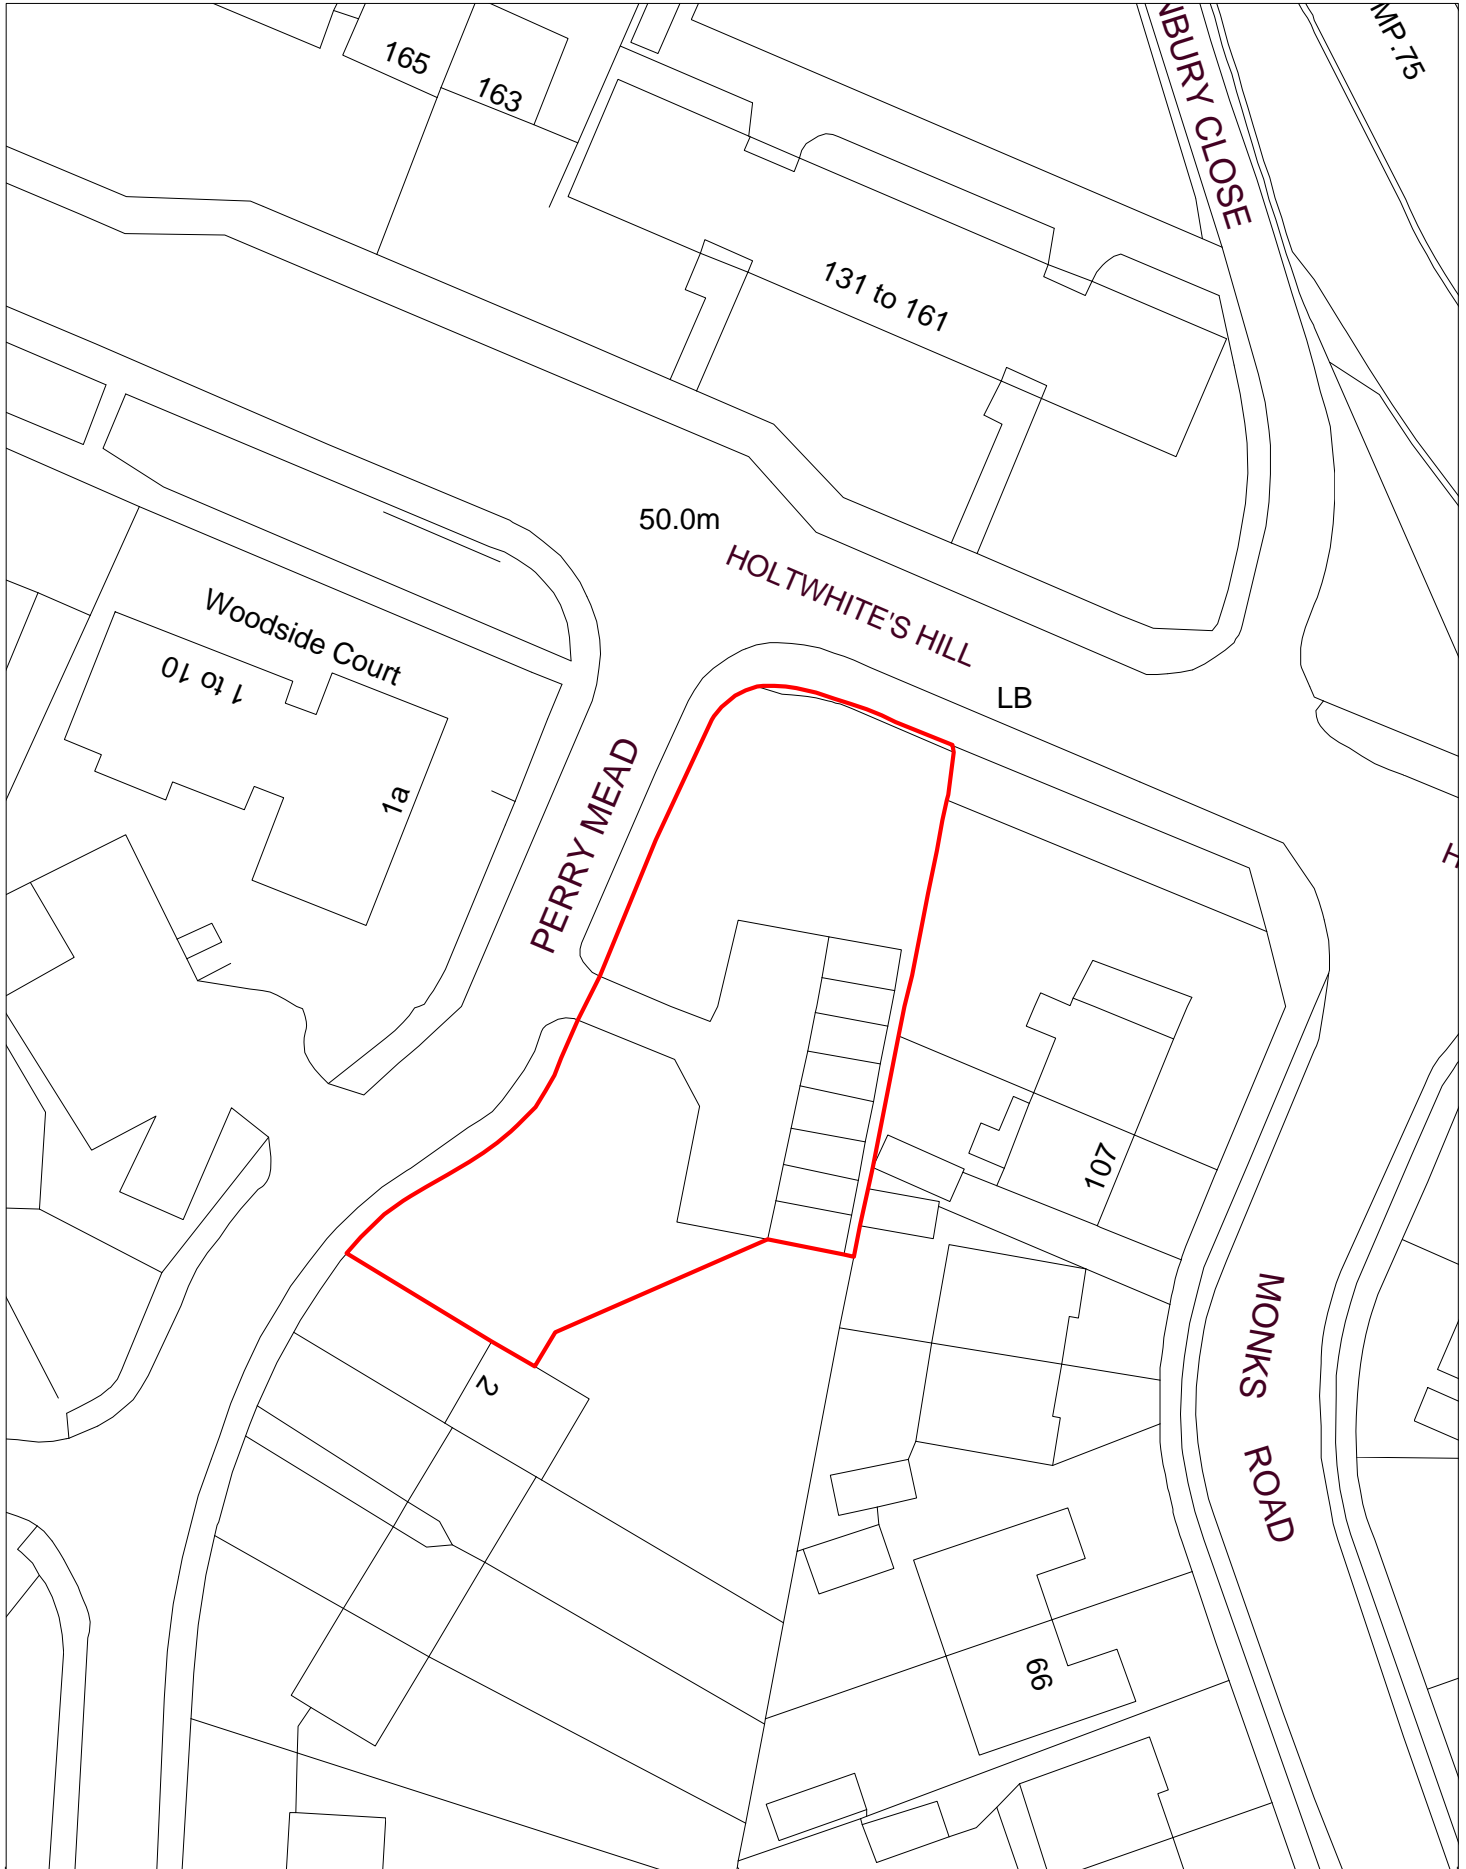 165
163
NBURY CLOSE
MP.75
131 to 161
50.0m
HOLTWHITE'S HILL
Woodside Court
1 to 10
LB
1a
PERRY MEAD
H
107
MONKS ROAD
2
66